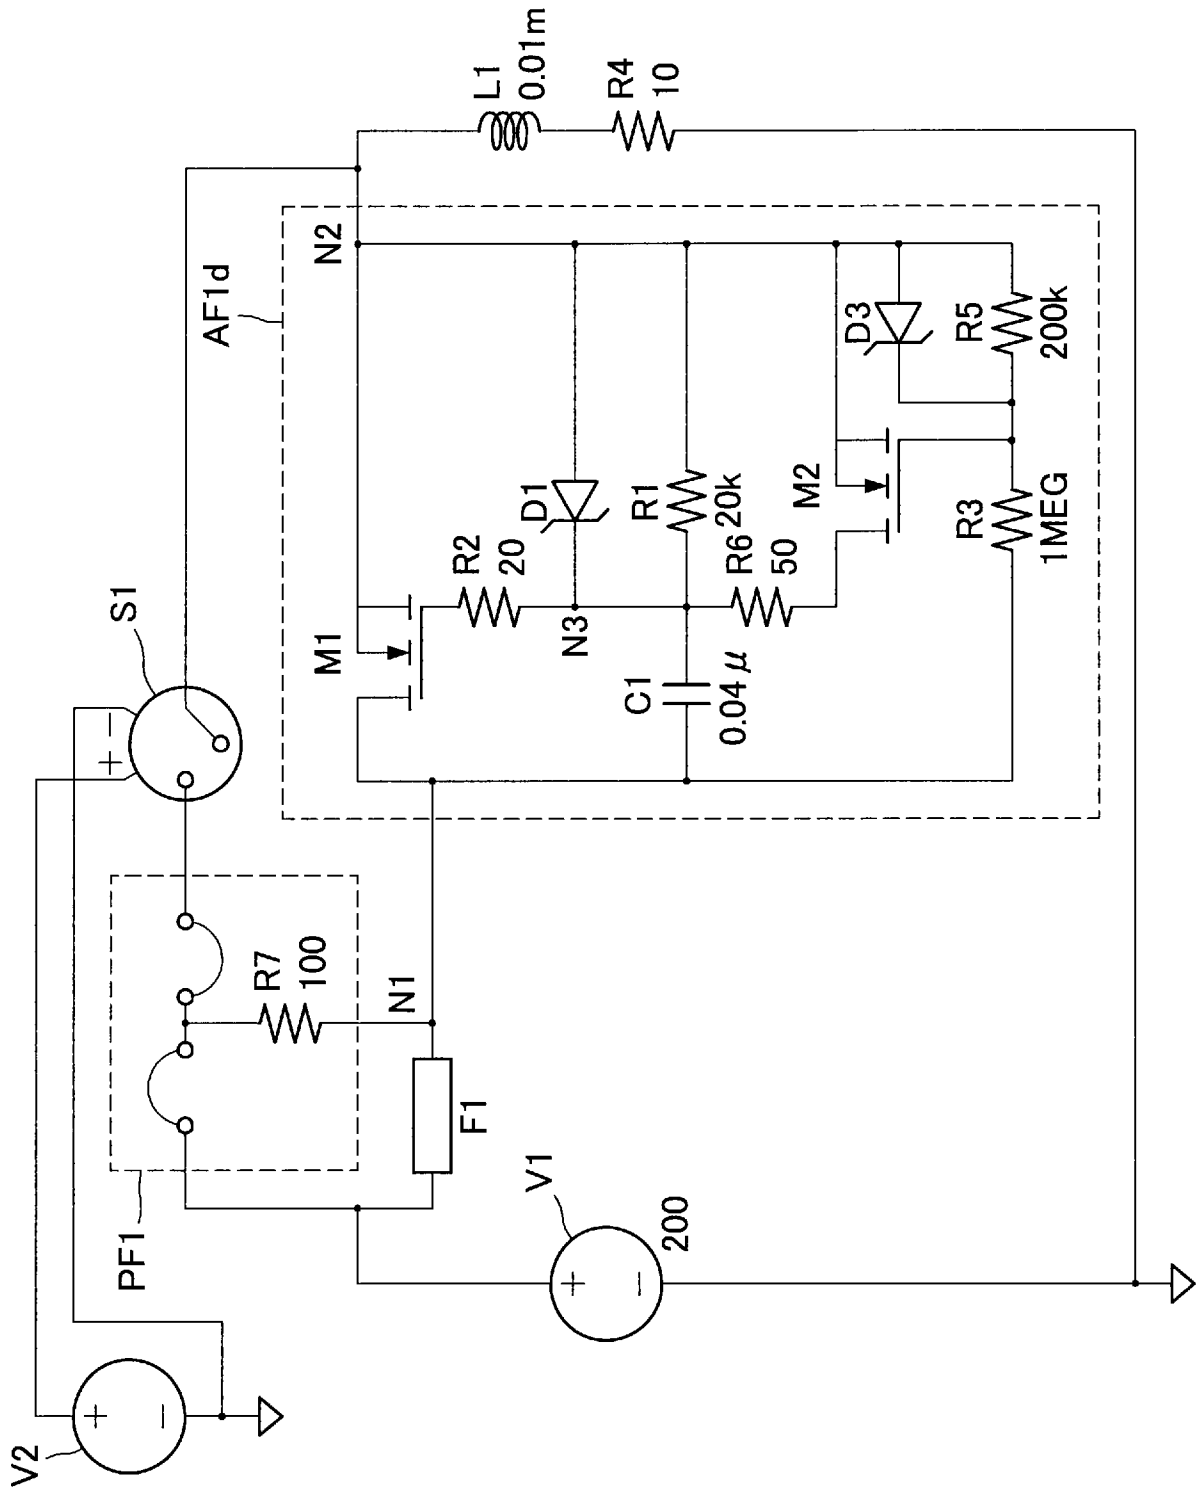 V2
+
−
PF1
S1
+ −
AF1d
R7
100
N1
F1
V1
+
−
200
N2
M1
R2
20
D1
N3
R1
20k
C1
0.04μ
R6
50
M2
D3
R5
200k
R3
1MEG
L1
0.01m
R4
10